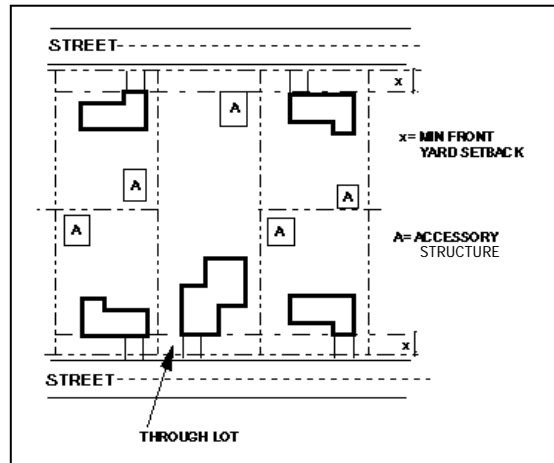 STREET
x
A
x= MIN FRONT
YARD SETBACK
A
A
A
A
A= ACCESSORY
STRUCTURE
x
STREET
THROUGH LOT